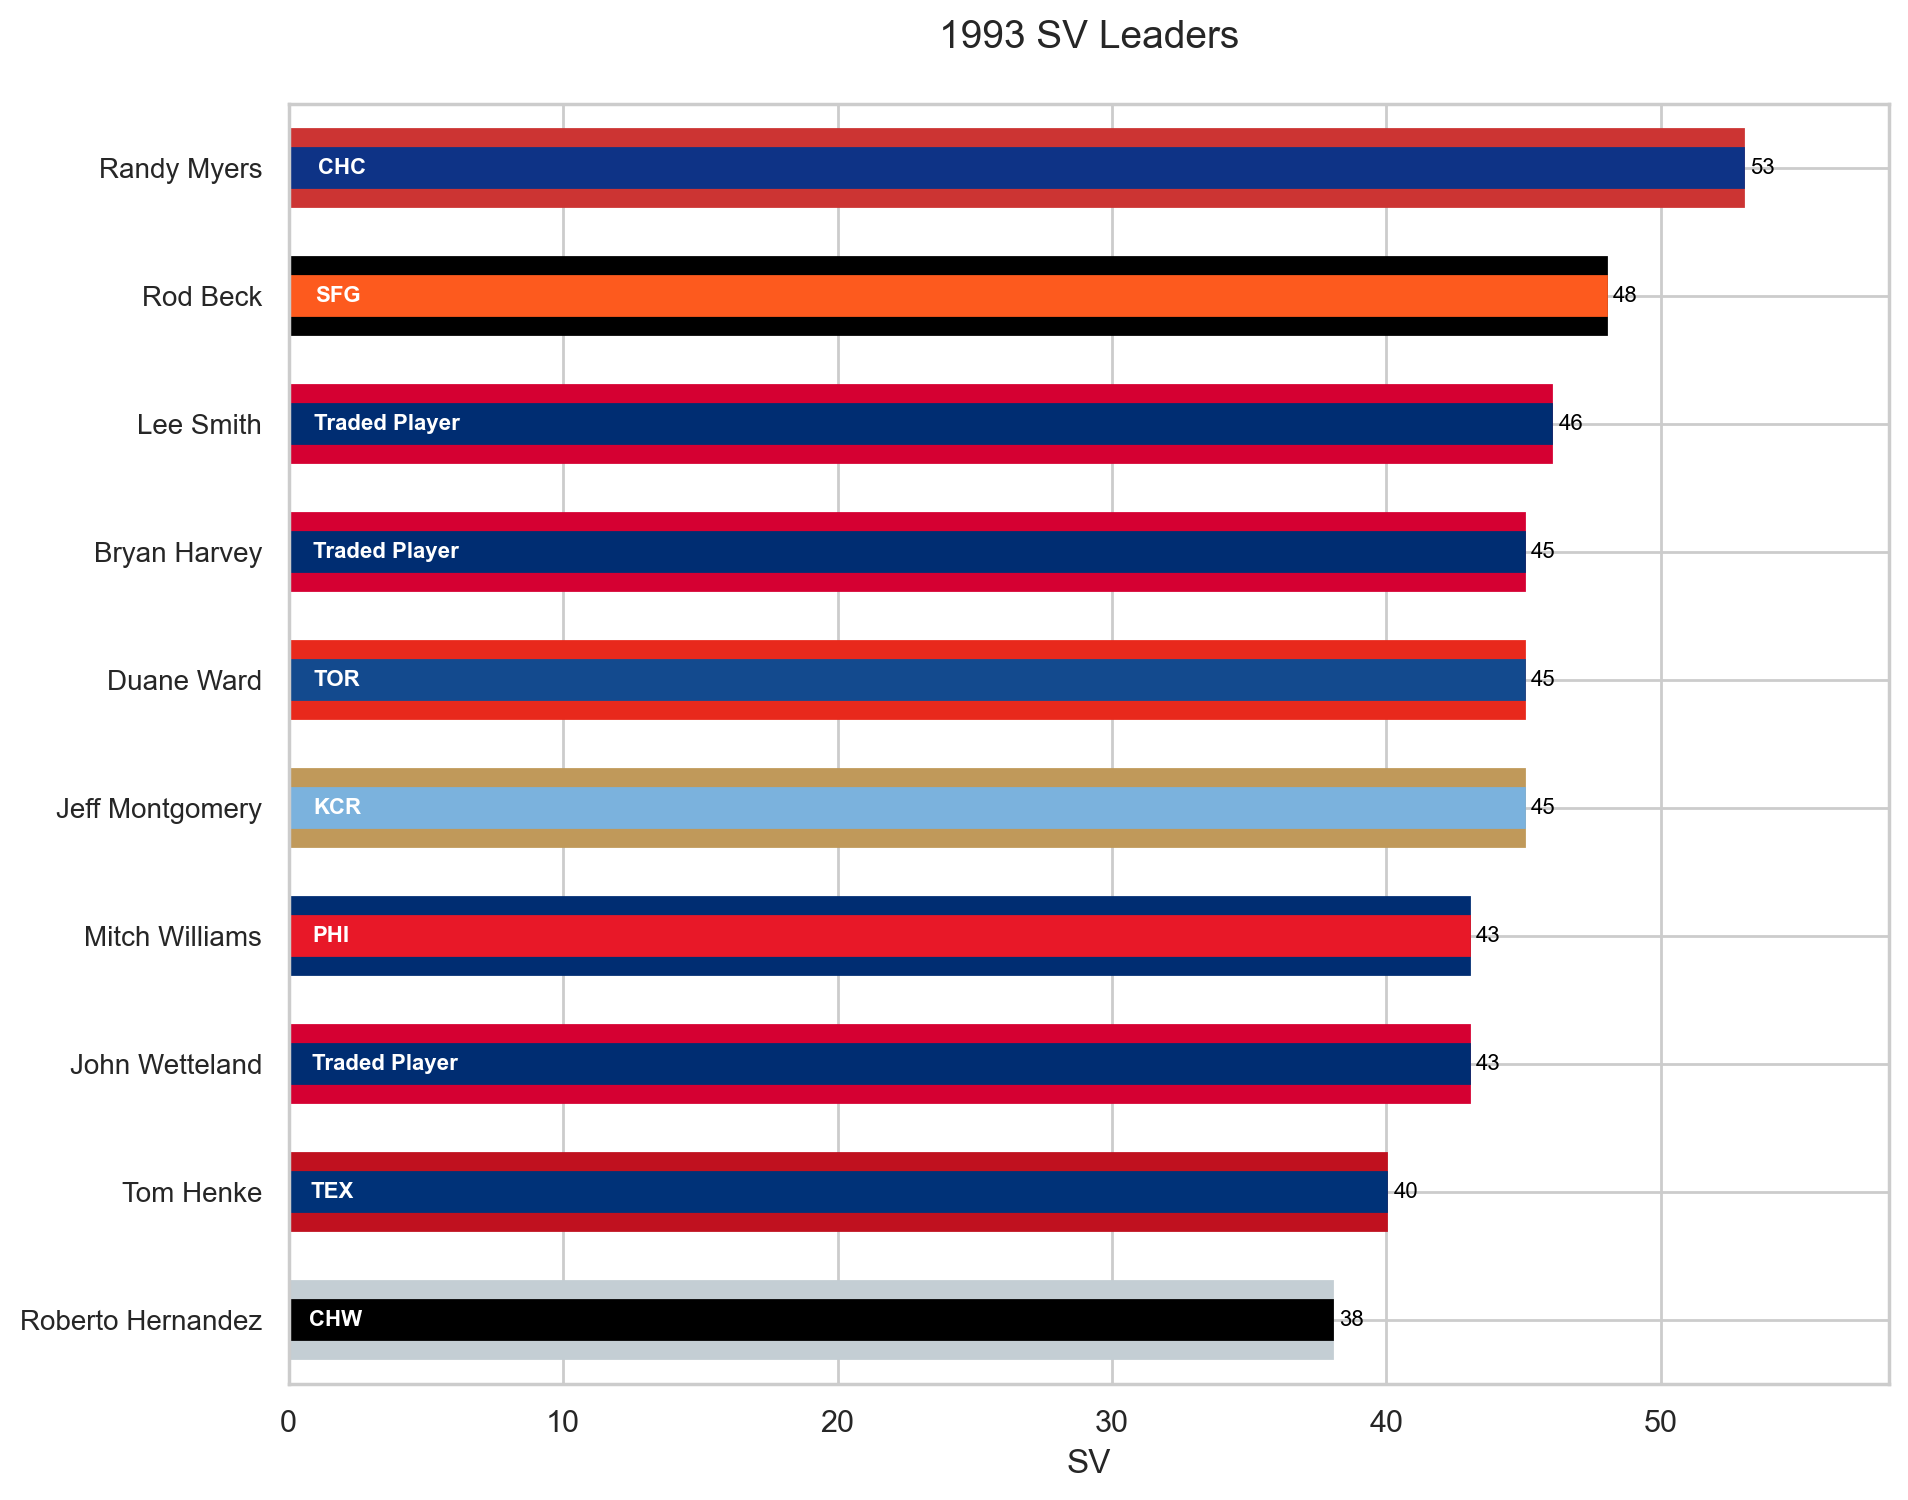 1993 SV Leaders
Randy Myers CHC 53
Rod Beck SFG 48
Lee Smith Traded Player 46
Bryan Harvey Traded Player 45
Duane Ward TOR 45
Jeff Montgomery KCR 45
Mitch Williams PHI 43
John Wetteland Traded Player 43
Tom Henke TEX 40
Roberto Hernandez CHW 38
0 10 20 30 40 50
SV